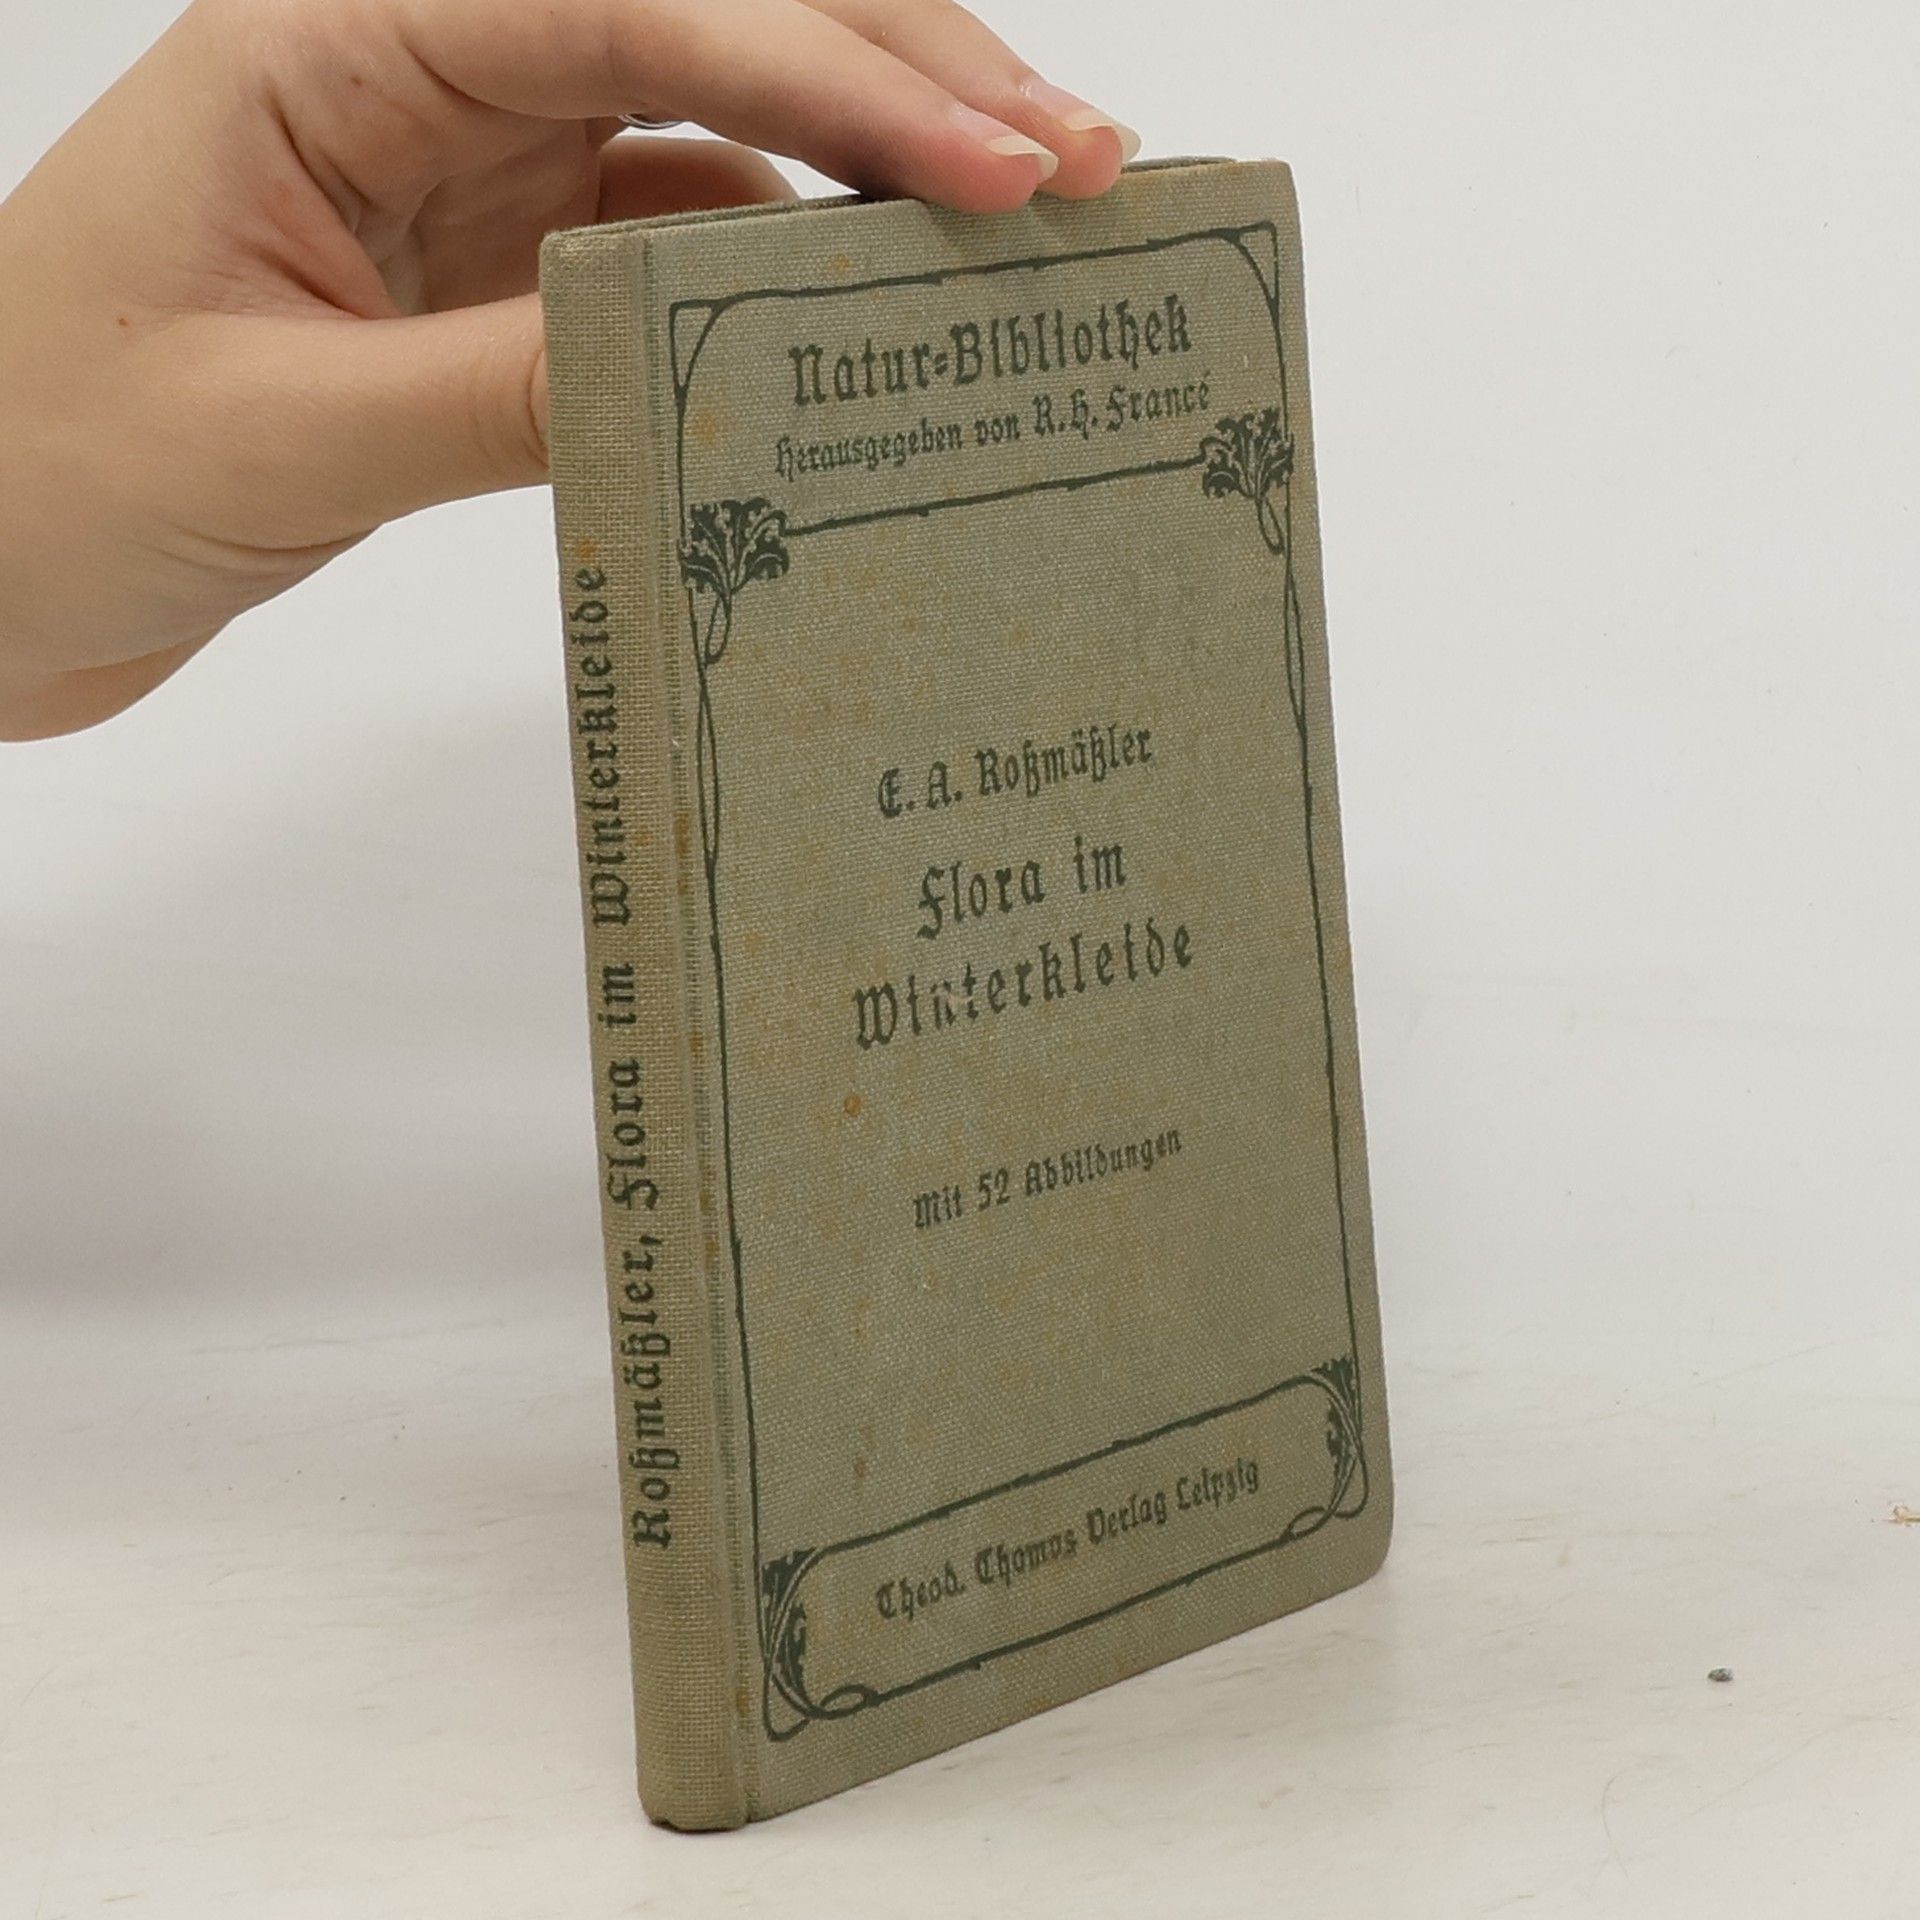 Natur=Bibliothek
Herausgegeben von R. H. Francé
E. A. Roßmäßler
Flora im
Winterkleide
Mit 52 Abbildungen
Theod. Thomas Verlag Leipzig
Roßmäßler, Flora im Winterkleide